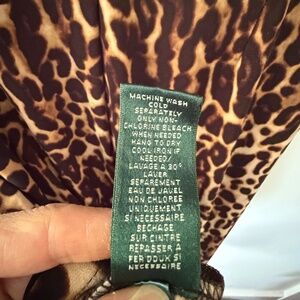 MACHINE WASH
COLD
SEPARATELY
ONLY NON-
CHLORINE BLEACH
WHEN NEEDED
HANG TO DRY
COOL IRON IF
NEEDED/
LAVAGE A 30°
LAVER
SEPAREMENT
EAU DE JAVEL
NON CHLOREE
UNIQUEMENT
SI NECESSAIRE
SECHAGE
SUR CINTRE
REPASSER A
FER DOUX SI
NECESSAIRE